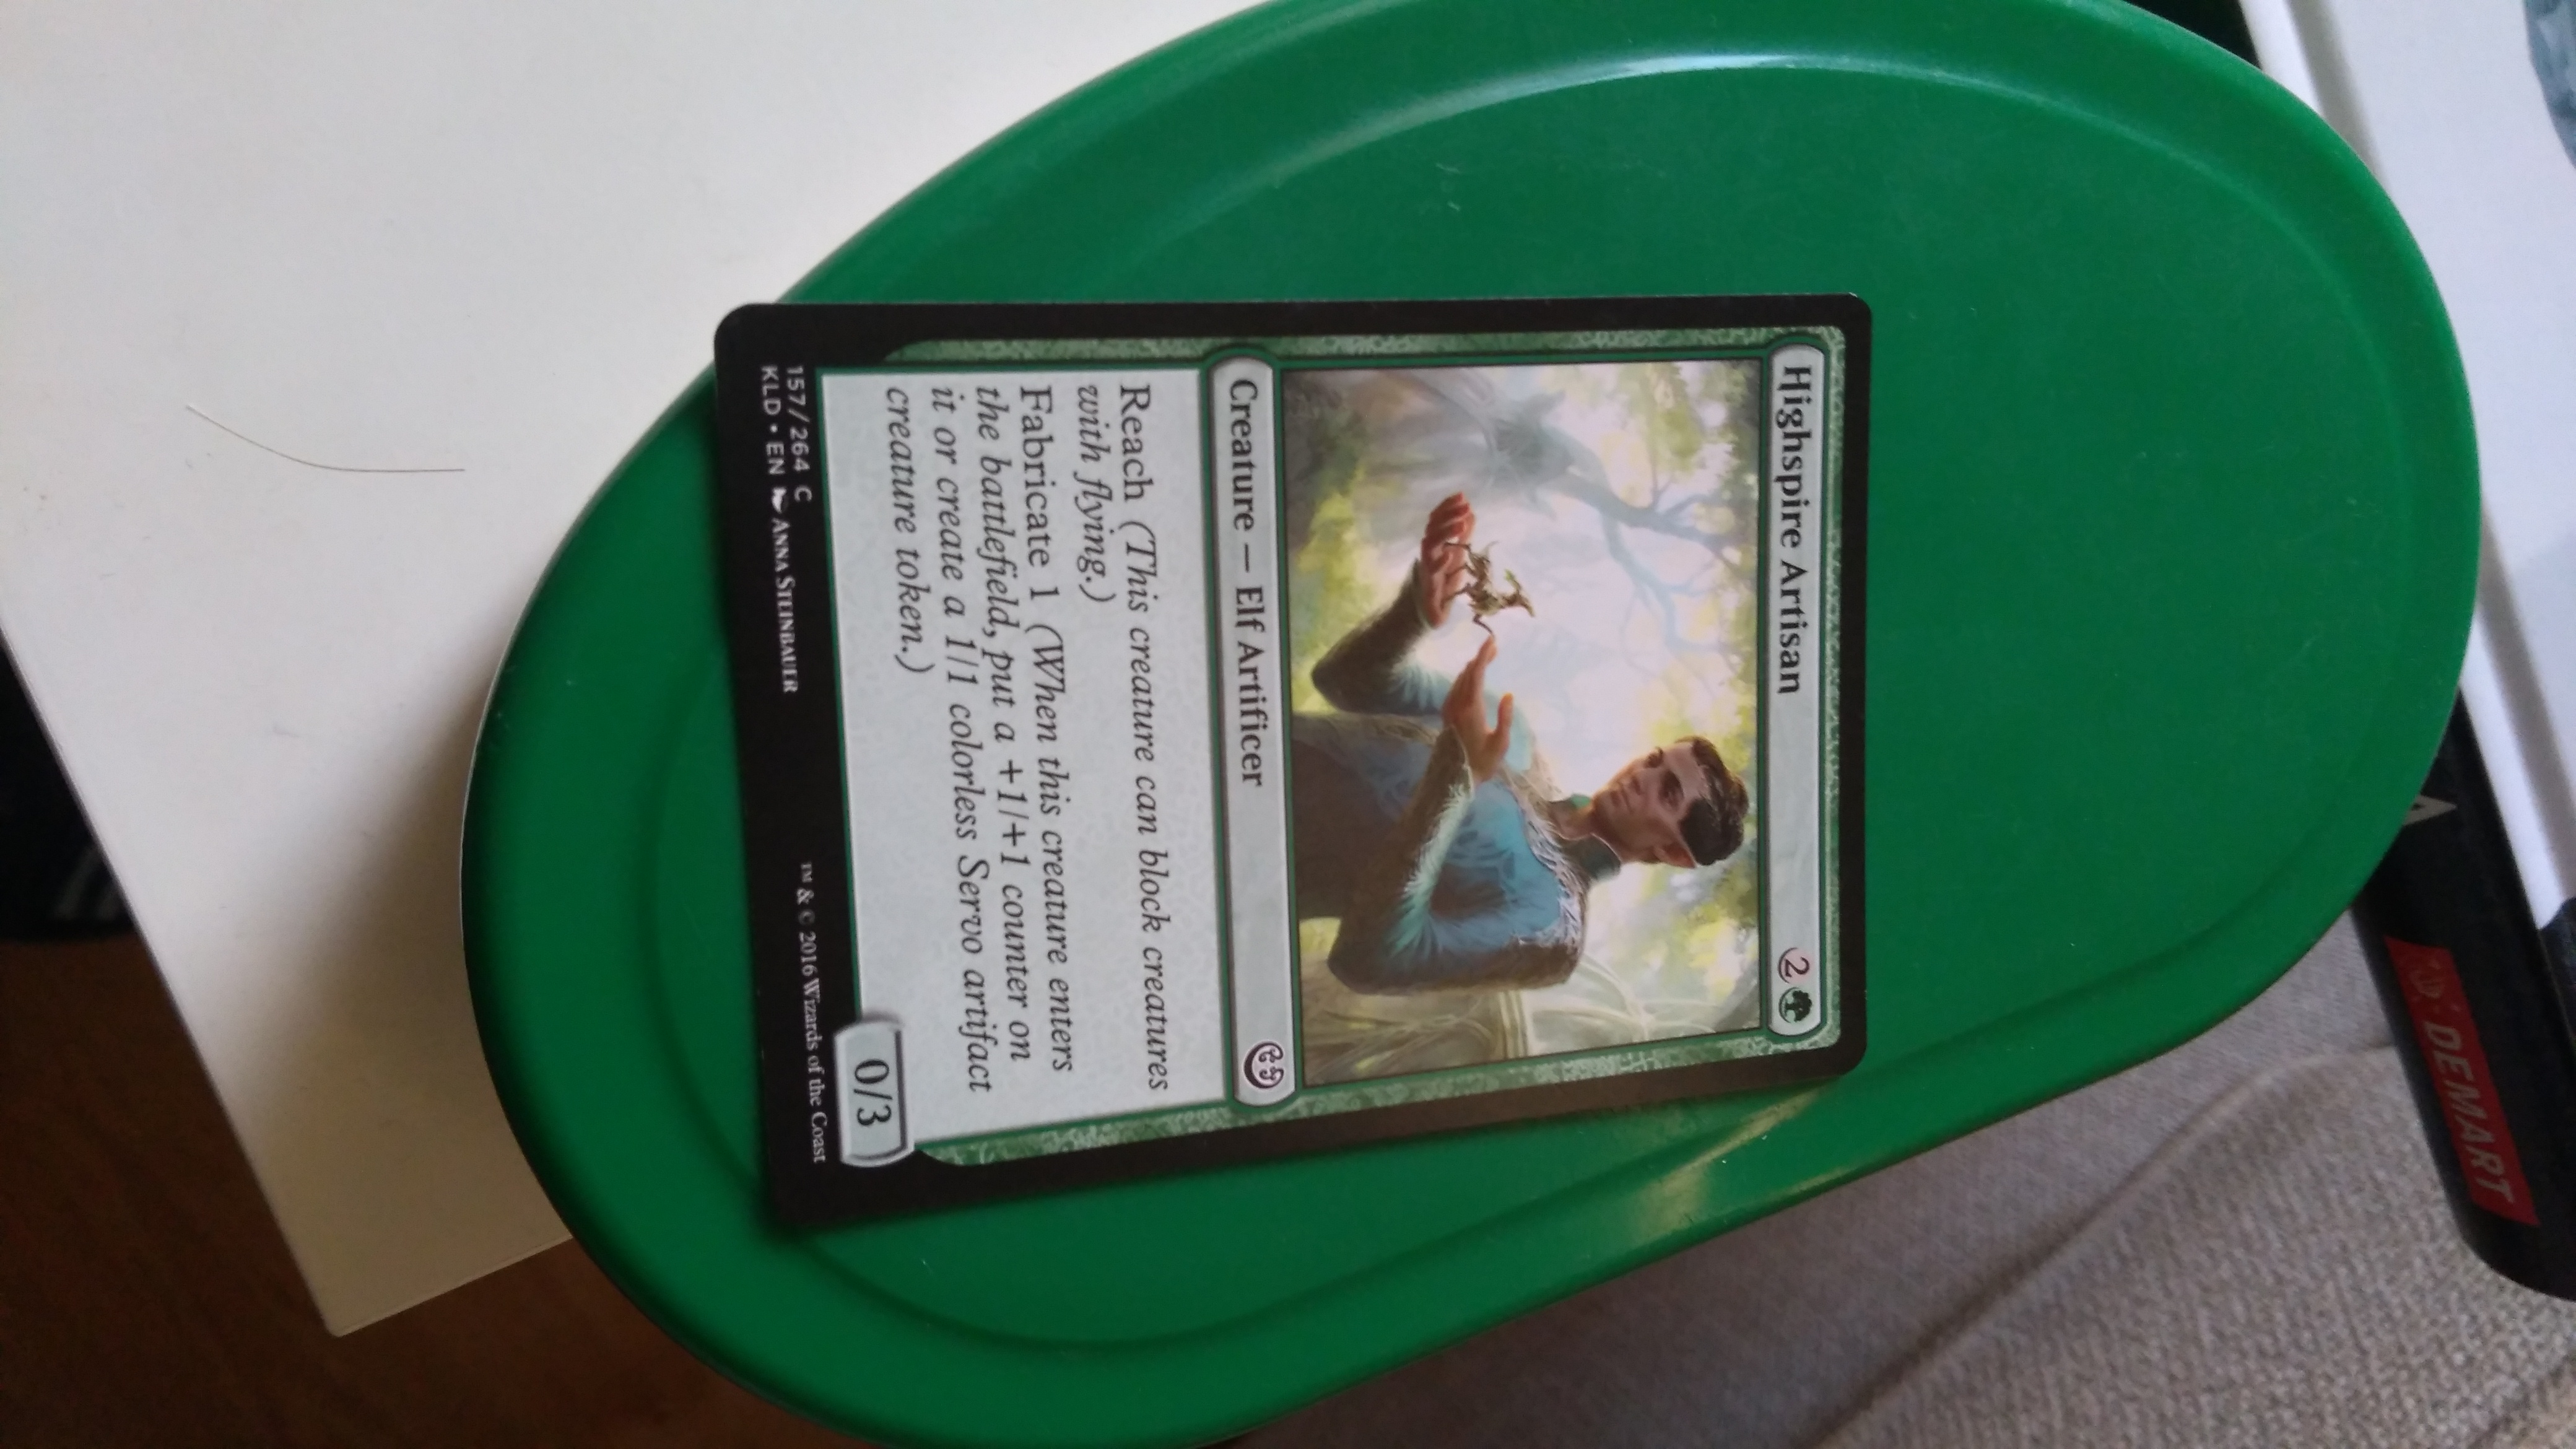 Highspire Artisan 2
Creature — Elf Artificer
Reach (This creature can block creatures
with flying.)
Fabricate 1 (When this creature enters
the battlefield, put a +1/+1 counter on
it or create a 1/1 colorless Servo artifact
creature token.)
0/3
157/264 C
KLD • EN ANNA STEINBAUER
™ & © 2016 Wizards of the Coast
DEMART